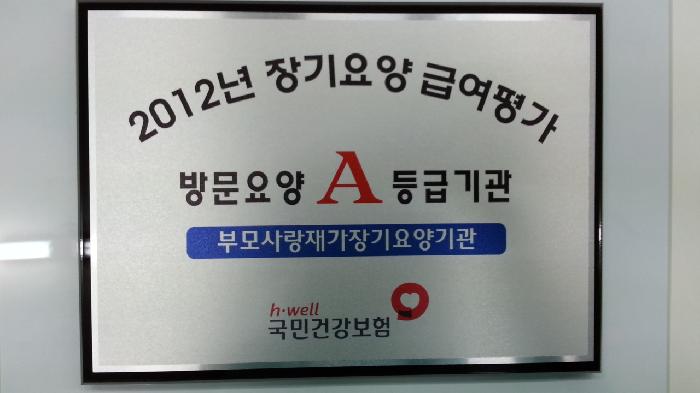 2012년 장기요양 급여평가
방문요양 A 등급기관
부모사랑재가장기요양기관
h·well
국민건강보험